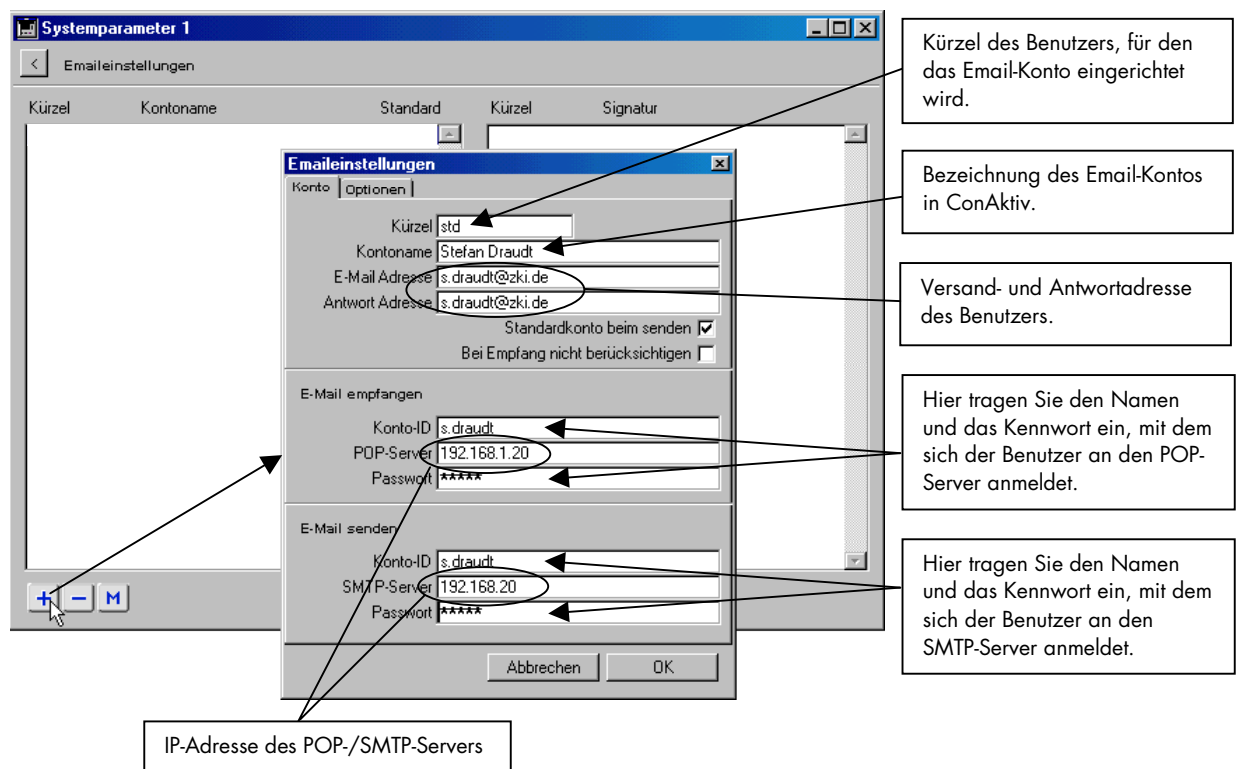 Systemparameter 1
< Emaileinstellungen
Kürzel Kontoname Standard Kürzel Signatur
Emaileinstellungen
Konto Optionen
Kürzel std
Kontoname Stefan Draudt
E-Mail Adresse s.draudt@zki.de
Antwort Adresse s.draudt@zki.de
Standardkonto beim senden
Bei Empfang nicht berücksichtigen
E-Mail empfangen
Konto-ID s.draudt
POP-Server 192.168.1.20
Passwort *****
E-Mail senden
Konto-ID s.draudt
SMTP-Server 192.168.20
Passwort *****
Abbrechen OK
+ − M
Kürzel des Benutzers, für den
das Email-Konto eingerichtet
wird.
Bezeichnung des Email-Kontos
in ConAktiv.
Versand- und Antwortadresse
des Benutzers.
Hier tragen Sie den Namen
und das Kennwort ein, mit dem
sich der Benutzer an den POP-
Server anmeldet.
Hier tragen Sie den Namen
und das Kennwort ein, mit dem
sich der Benutzer an den
SMTP-Server anmeldet.
IP-Adresse des POP-/SMTP-Servers